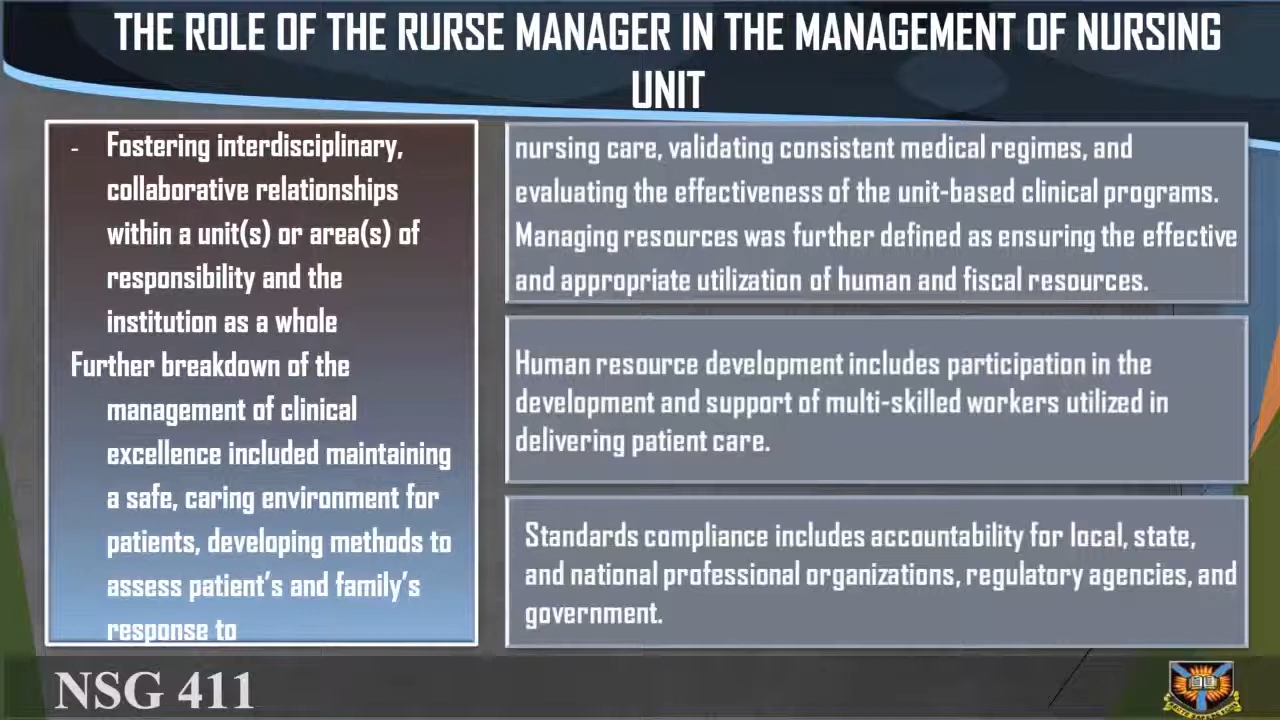 THE ROLE OF THE RURSE MANAGER IN THE MANAGEMENT OF NURSING
UNIT
- Fostering interdisciplinary,
collaborative relationships
within a unit(s) or area(s) of
responsibility and the
institution as a whole
Further breakdown of the
management of clinical
excellence included maintaining
a safe, caring environment for
patients, developing methods to
assess patient's and family's
response to
nursing care, validating consistent medical regimes, and
evaluating the effectiveness of the unit-based clinical programs.
Managing resources was further defined as ensuring the effective
and appropriate utilization of human and fiscal resources.
Human resource development includes participation in the
development and support of multi-skilled workers utilized in
delivering patient care.
Standards compliance includes accountability for local, state,
and national professional organizations, regulatory agencies, and
government.
NSG 411